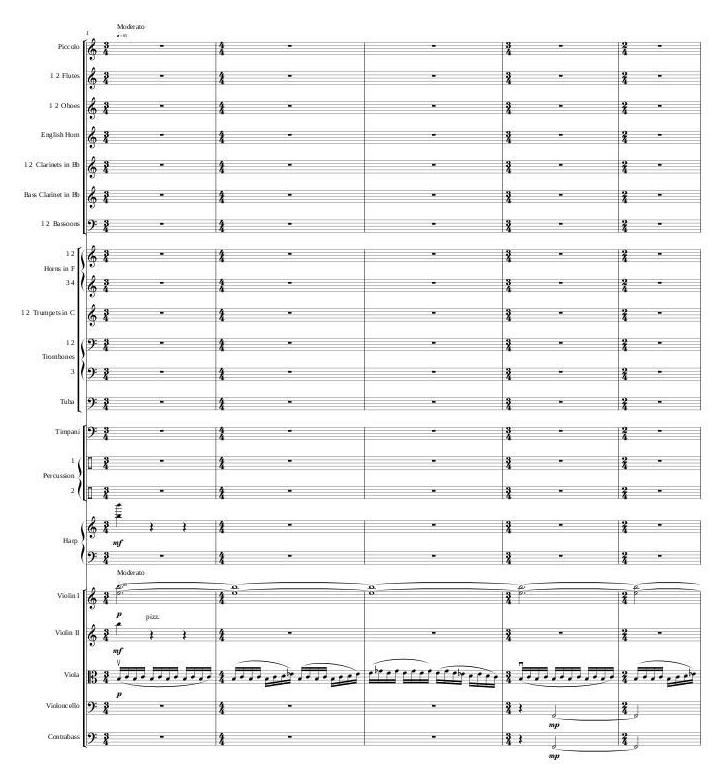 Moderato
1
Piccolo
1 2 Flutes
1 2 Oboes
English Horn
1 2 Clarinets in Bb
Bass Clarinet in Bb
1 2 Bassoons
1 2
Horns in F
3 4
1 2 Trumpets in C
1 2
Trombones
3
Tuba
Timpani
1
Percussion
2
Harp
mf
Moderato
Violin I
p
pizz.
Violin II
mf
Viola
p
Violoncello
mp
Contrabass
mp